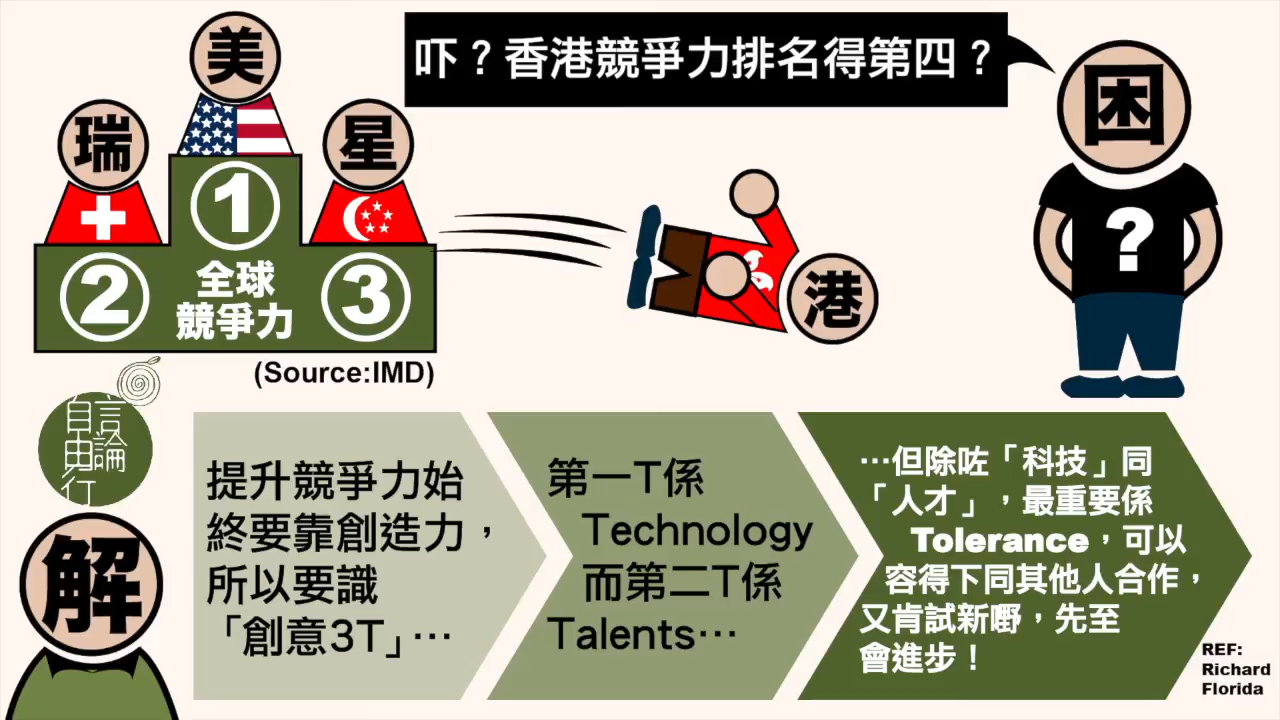 吓？香港競爭力排名得第四？
困
?
美
瑞
星
1
2
3
全球
競爭力
(Source:IMD)
港
自由行
言論
解
提升競爭力始
終要靠創造力，
所以要識
「創意3T」…
第一T係
Technology
而第二T係
Talents…
…但除咗「科技」同
「人才」，最重要係
Tolerance，可以
容得下同其他人合作，
又肯試新嘢，先至
會進步！
REF:
Richard
Florida